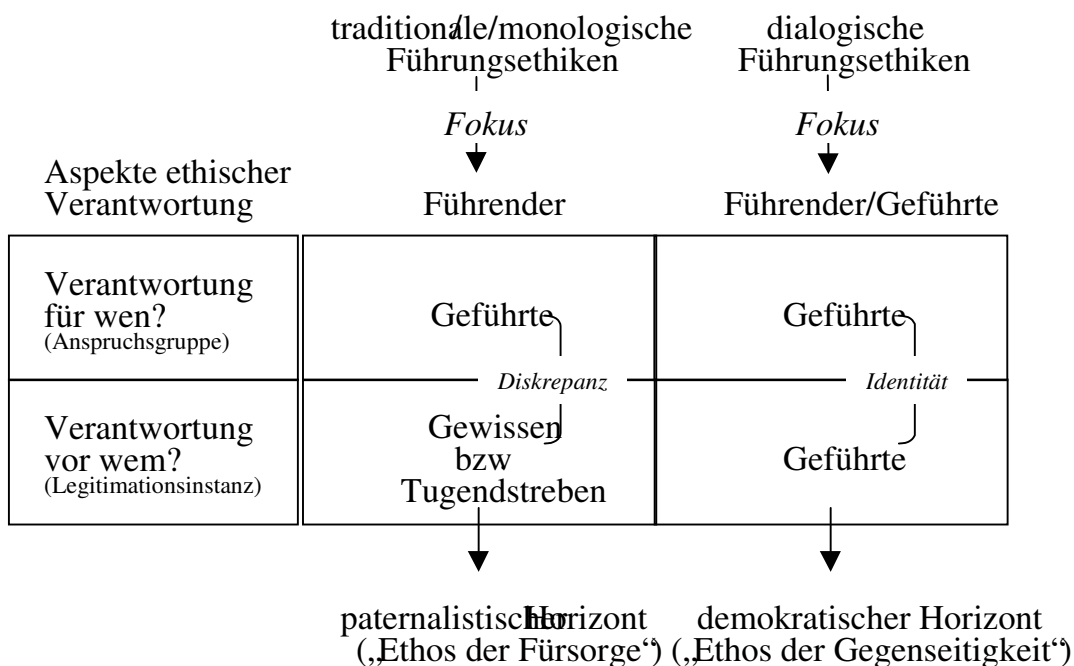 traditionale/monologische
Führungsethiken
dialogische
Führungsethiken
Fokus
Fokus
Aspekte ethischer
Verantwortung
Führender
Führender/Geführte
Verantwortung
für wen?
(Anspruchsgruppe)
Geführte
Geführte
Diskrepanz
Identität
Verantwortung
vor wem?
(Legitimationsinstanz)
Gewissen
bzw
Tugendstreben
Geführte
paternalistischer Horizont
(„Ethos der Fürsorge“)
demokratischer Horizont
(„Ethos der Gegenseitigkeit“)